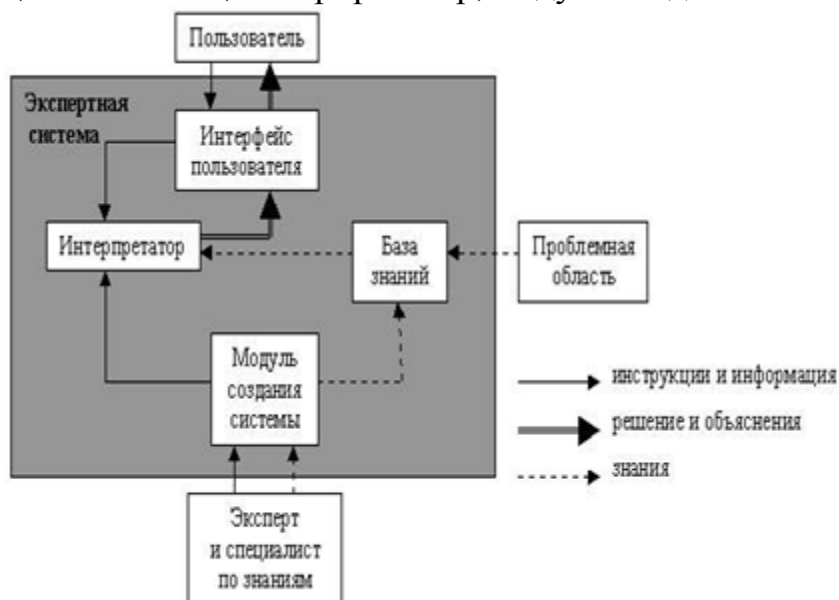 Пользователь
Экспертная
система
Интерфейс
пользователя
Интерпретатор
База
знаний
Проблемная
область
Модуль
создания
системы
инструкции и информация
решение и объяснения
знания
Эксперт
и специалист
по знаниям